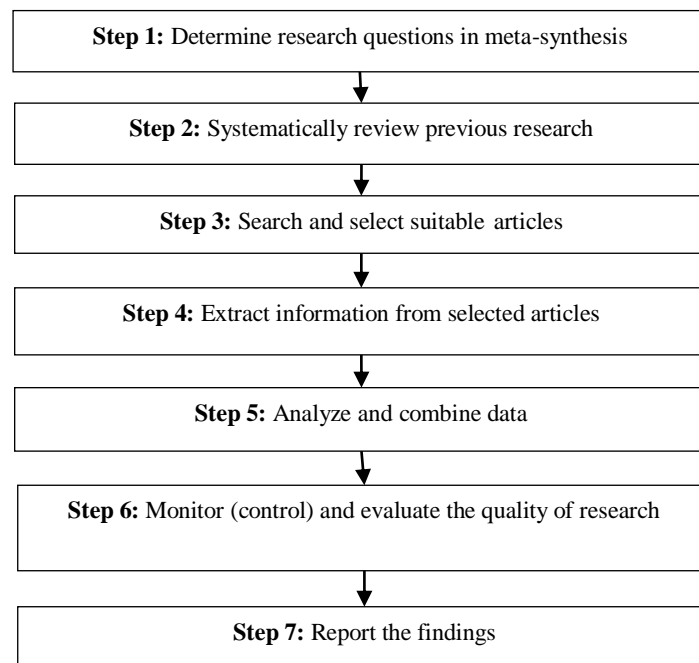 Step 1: Determine research questions in meta-synthesis
Step 2: Systematically review previous research
Step 3: Search and select suitable articles
Step 4: Extract information from selected articles
Step 5: Analyze and combine data
Step 6: Monitor (control) and evaluate the quality of research
Step 7: Report the findings